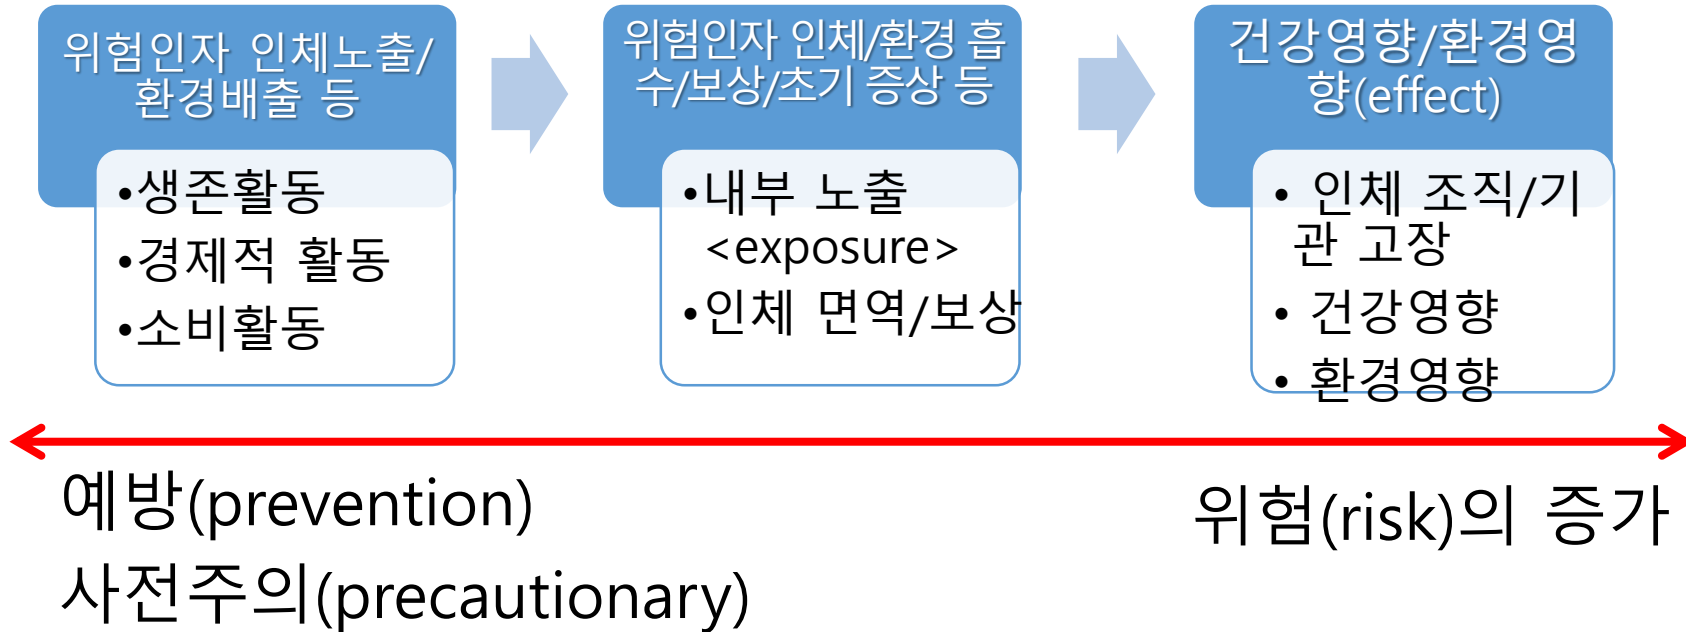 위험인자 인체노출/
환경배출 등
•생존활동
•경제적 활동
•소비활동
위험인자 인체/환경 흡
수/보상/초기 증상 등
•내부 노출
<exposure>
•인체 면역/보상
건강영향/환경영
향(effect)
• 인체 조직/기
관 고장
• 건강영향
• 환경영향
예방(prevention)
사전주의(precautionary)
위험(risk)의 증가